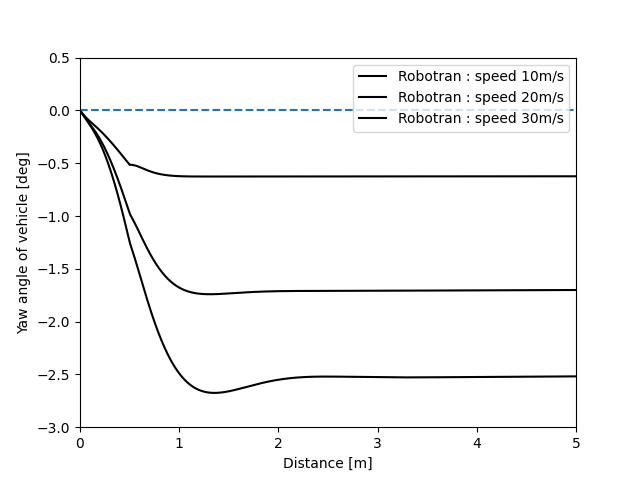 Yaw angle of vehicle [deg]
0.5
0.0
−0.5
−1.0
−1.5
−2.0
−2.5
−3.0
Robotran : speed 10m/s
Robotran : speed 20m/s
Robotran : speed 30m/s
0 1 2 3 4 5
Distance [m]